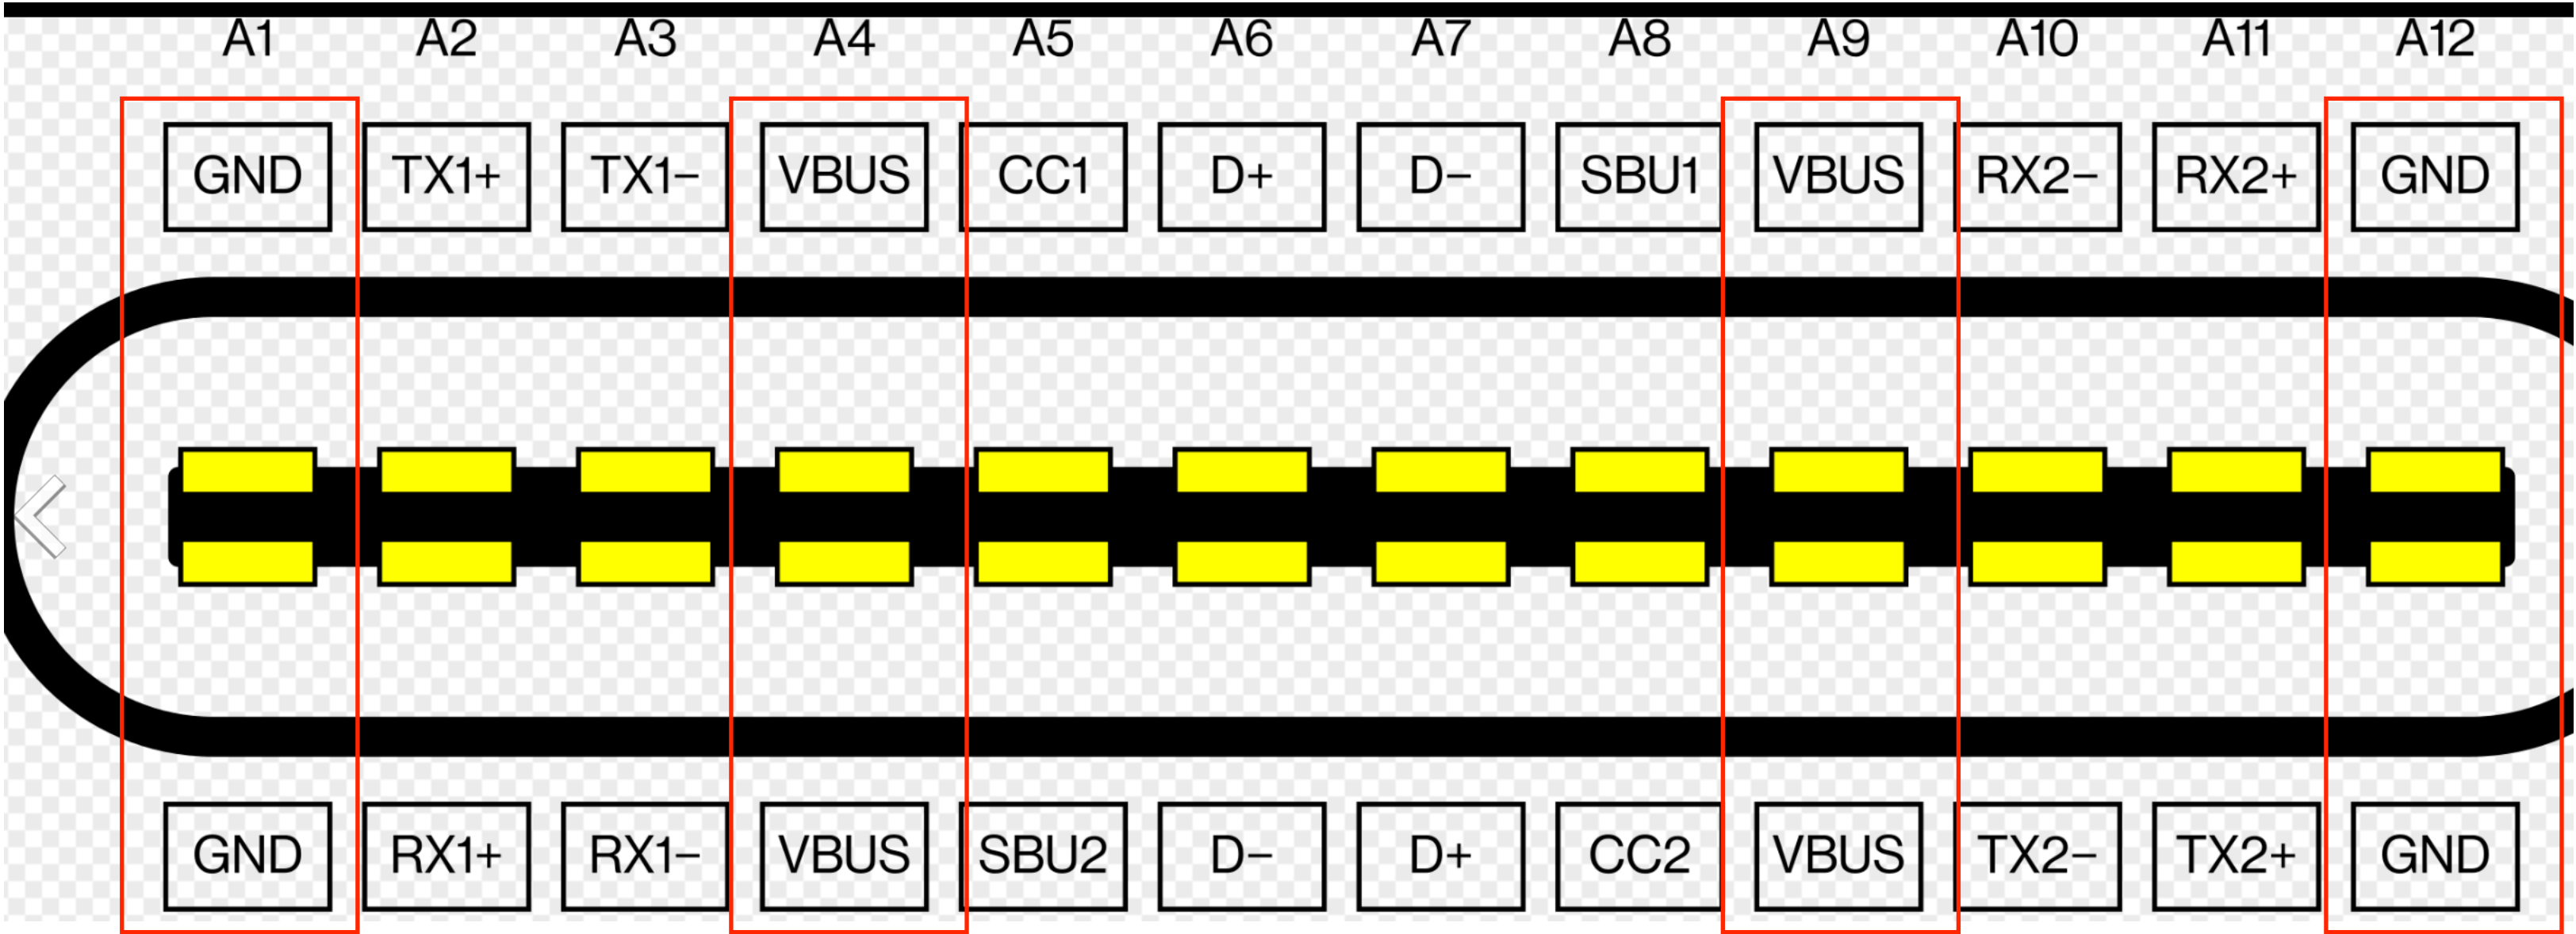 A1 A2 A3 A4 A5 A6 A7 A8 A9 A10 A11 A12
GND TX1+ TX1− VBUS CC1 D+ D− SBU1 VBUS RX2− RX2+ GND
GND RX1+ RX1− VBUS SBU2 D− D+ CC2 VBUS TX2− TX2+ GND